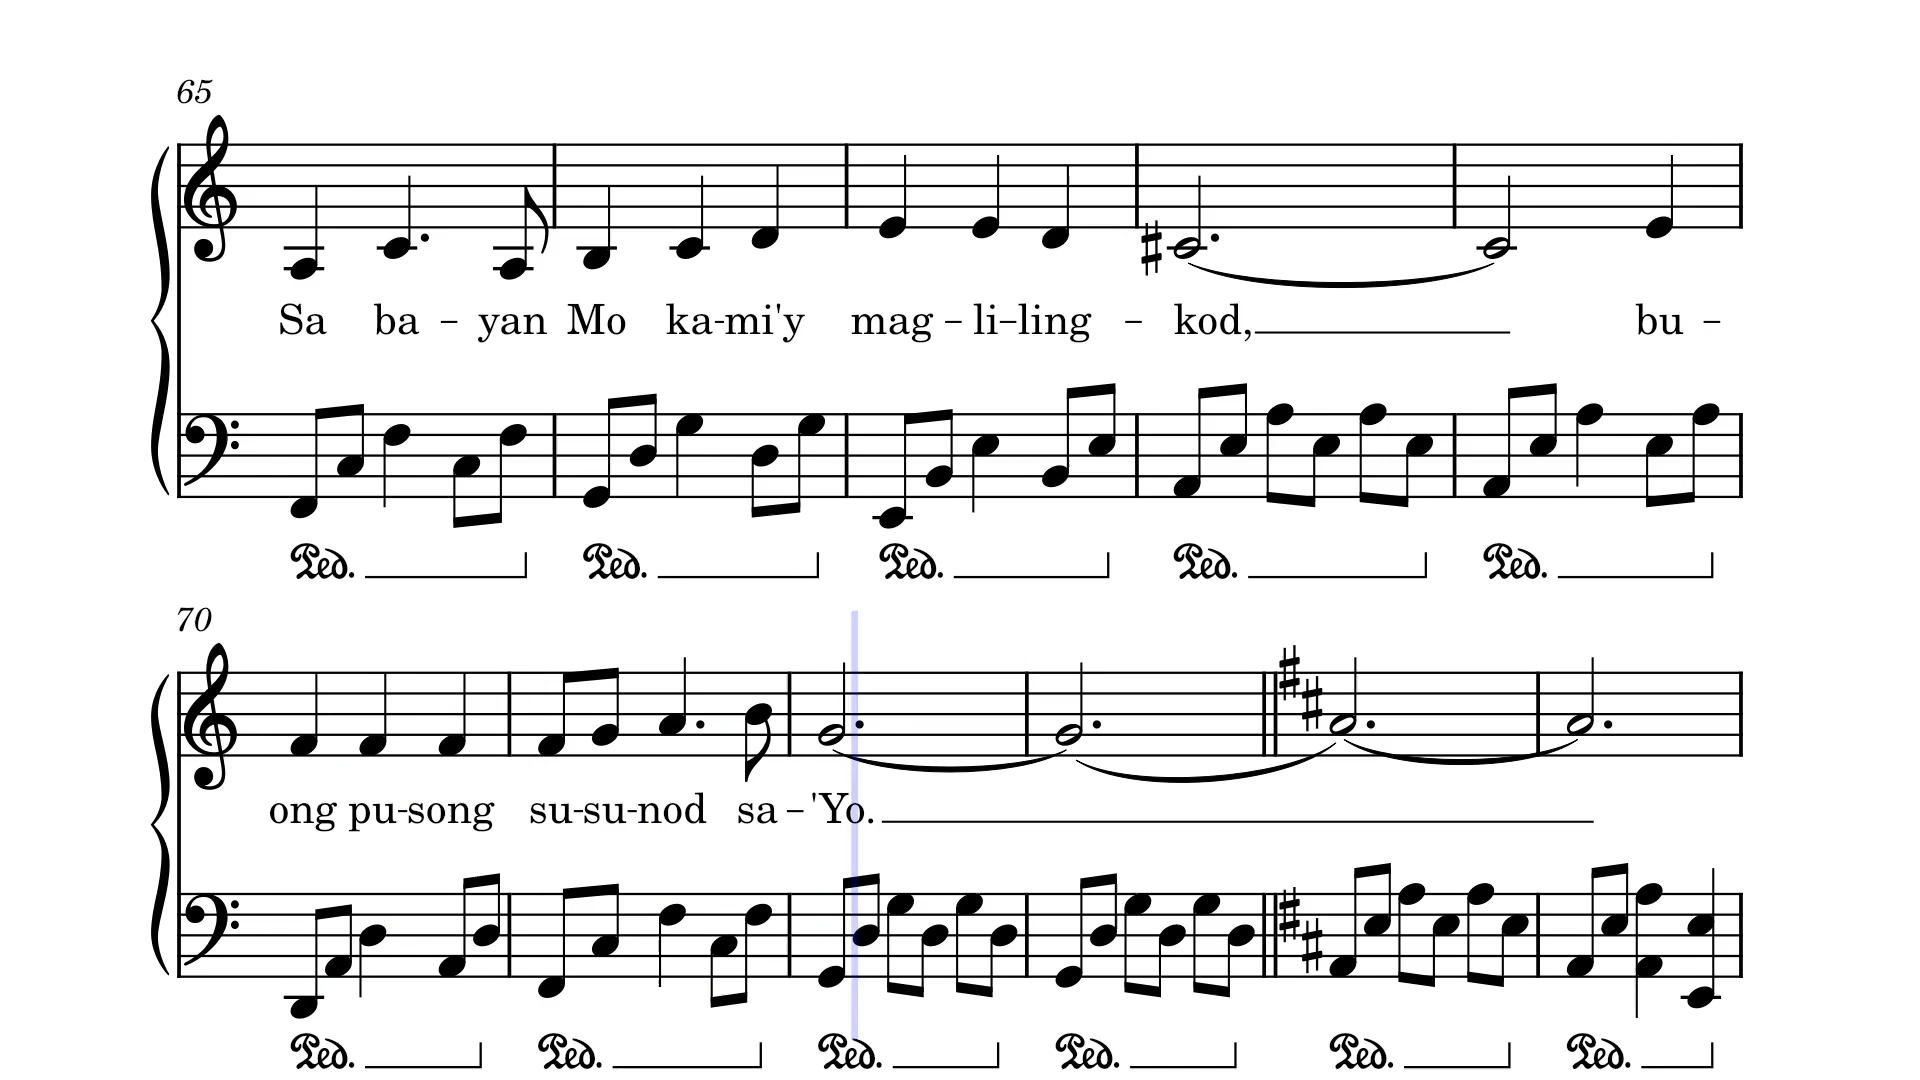 65
Sa ba – yan Mo ka-mi'y mag – li–ling – kod, bu –
Ped. Ped. Ped. Ped. Ped.
70
ong pu-song su-su-nod sa – 'Yo.
Ped. Ped. Ped. Ped. Ped. Ped.